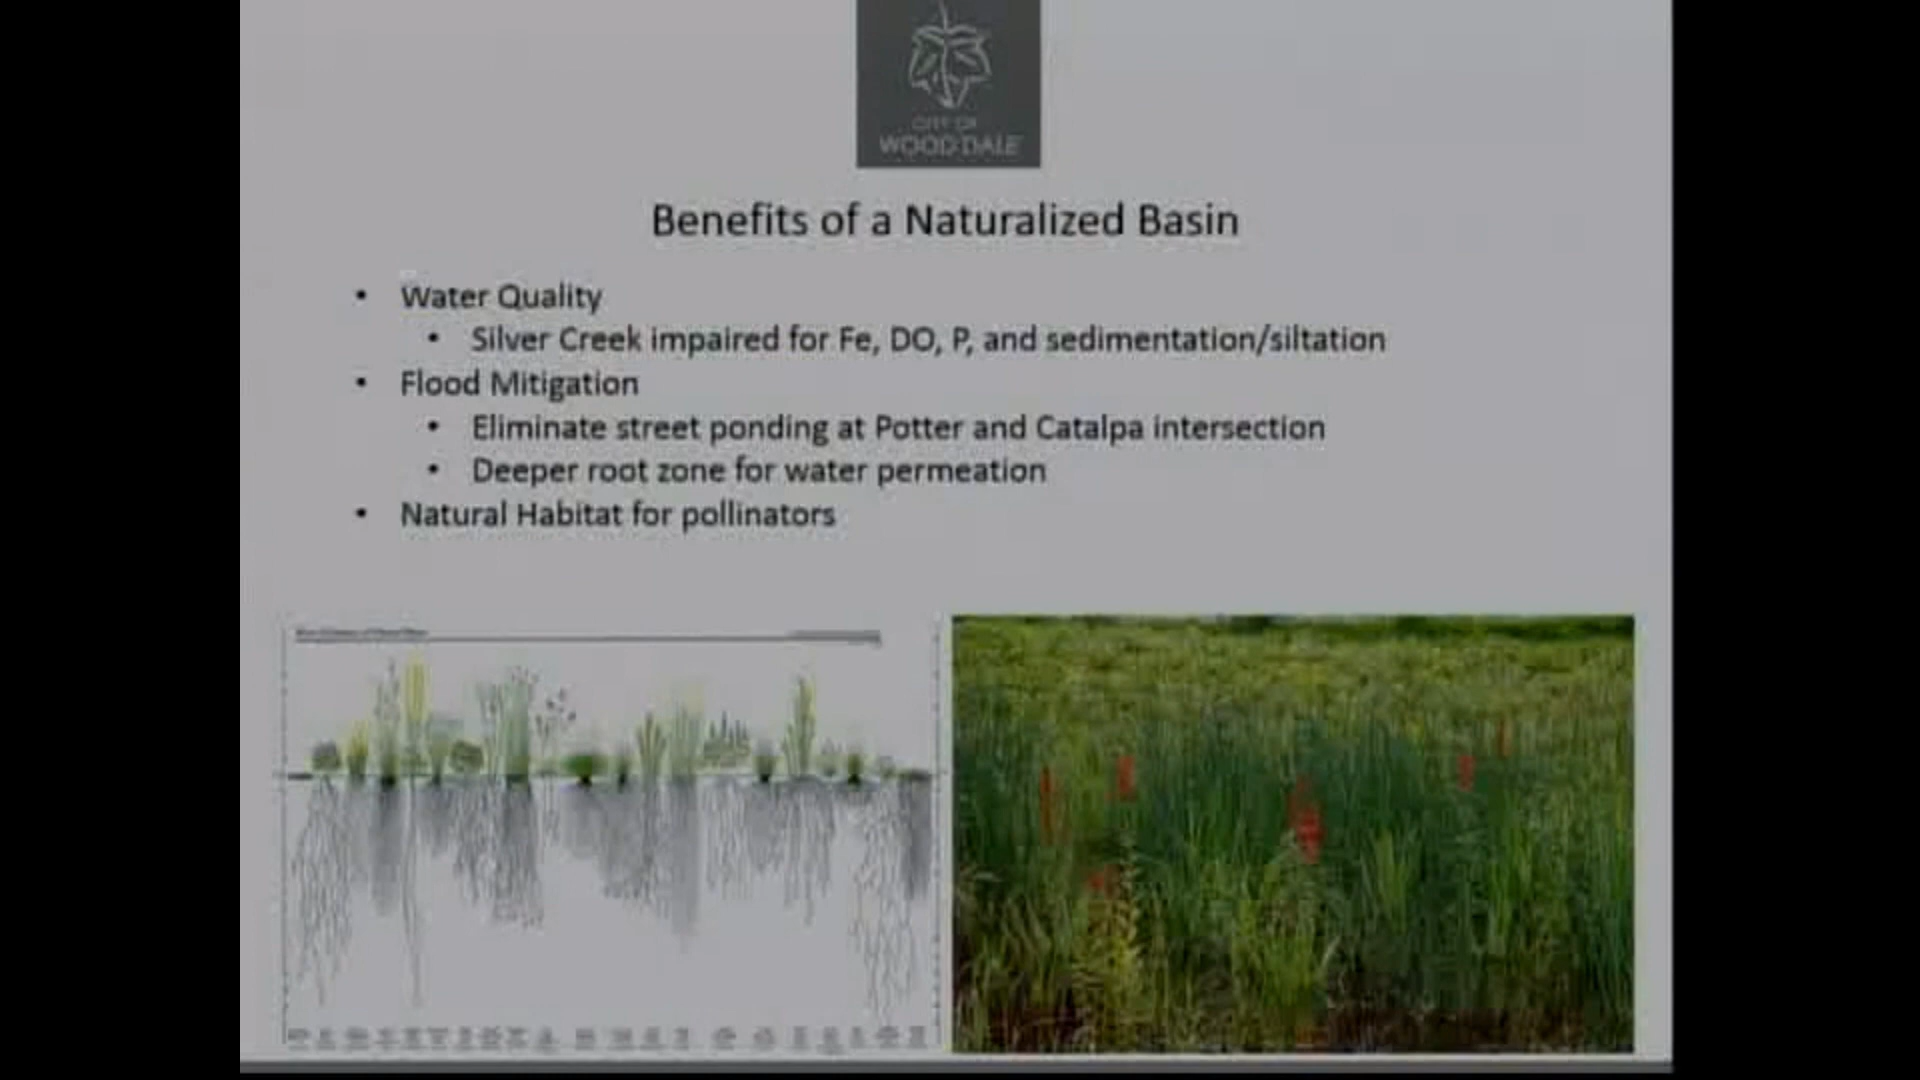 CITY OF
WOOD DALE
Benefits of a Naturalized Basin
• Water Quality
• Silver Creek impaired for Fe, DO, P, and sedimentation/siltation
• Flood Mitigation
• Eliminate street ponding at Potter and Catalpa intersection
• Deeper root zone for water permeation
• Natural Habitat for pollinators